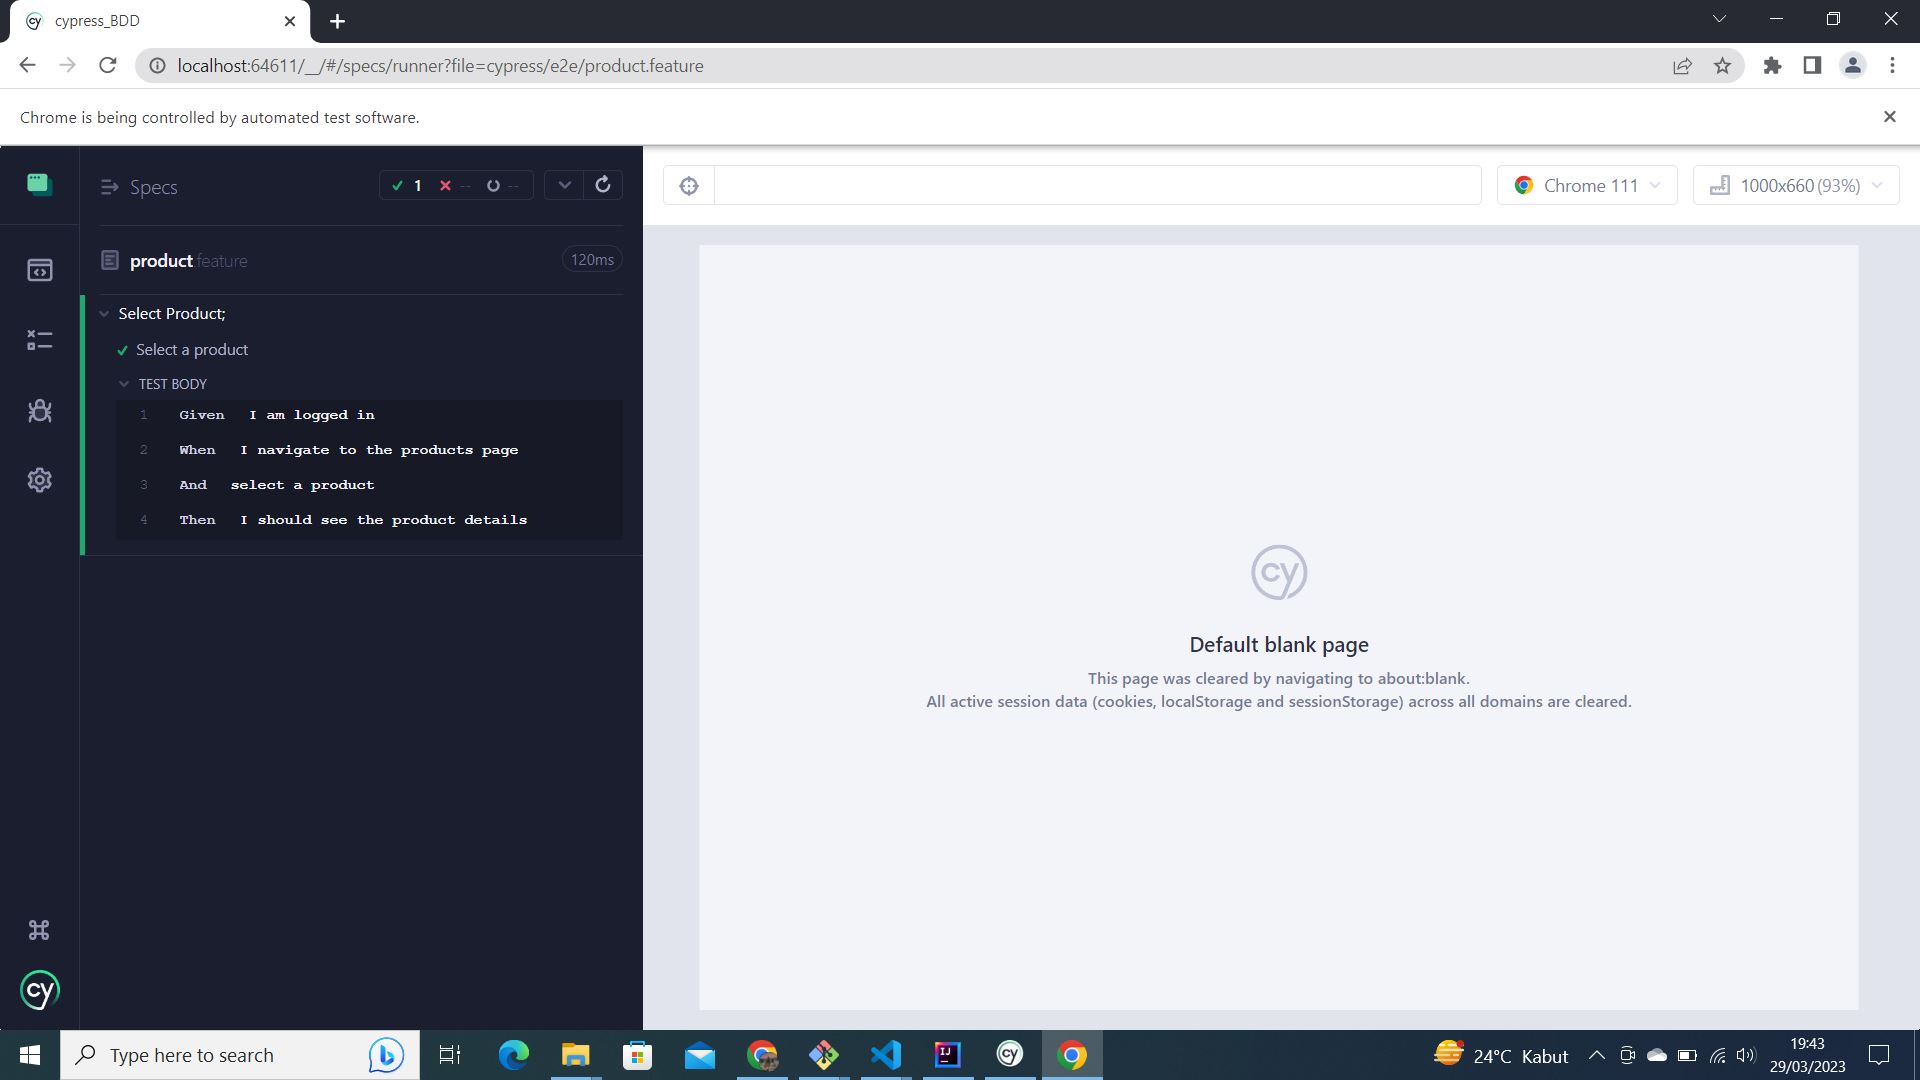 cypress_BDD
localhost:64611/__/#/specs/runner?file=cypress/e2e/product.feature
Chrome is being controlled by automated test software.
Specs
1 -- --
Chrome 111
1000x660 (93%)
product feature
120ms
Select Product;
Select a product
TEST BODY
1 Given I am logged in
2 When I navigate to the products page
3 And select a product
4 Then I should see the product details
cy
Default blank page
This page was cleared by navigating to about:blank.
All active session data (cookies, localStorage and sessionStorage) across all domains are cleared.
cy
Type here to search
24°C Kabut
19:43
29/03/2023